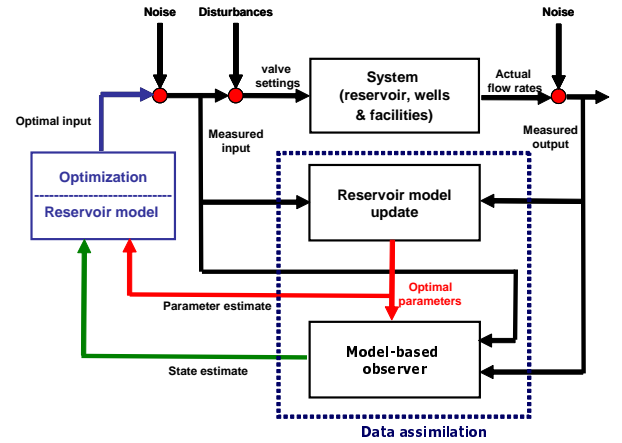 Noise
Disturbances
Noise
valve
settings
System
(reservoir, wells
& facilities)
Actual
flow rates
Optimal input
Measured
input
Measured
output
Optimization
Reservoir model
Reservoir model
update
Optimal
parameters
Parameter estimate
Model-based
observer
State estimate
Data assimilation